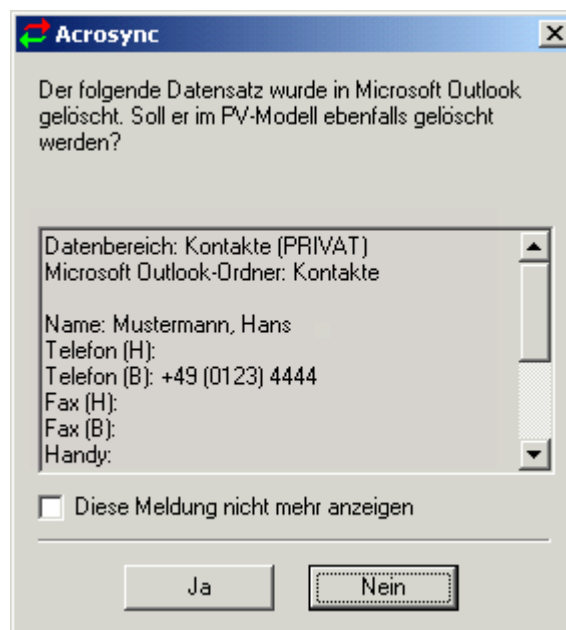 Acrosync
Der folgende Datensatz wurde in Microsoft Outlook
gelöscht. Soll er im PV-Modell ebenfalls gelöscht
werden?
Datenbereich: Kontakte (PRIVAT)
Microsoft Outlook-Ordner: Kontakte
Name: Mustermann, Hans
Telefon (H):
Telefon (B): +49 (0123) 4444
Fax (H):
Fax (B):
Handy:
Diese Meldung nicht mehr anzeigen
Ja
Nein